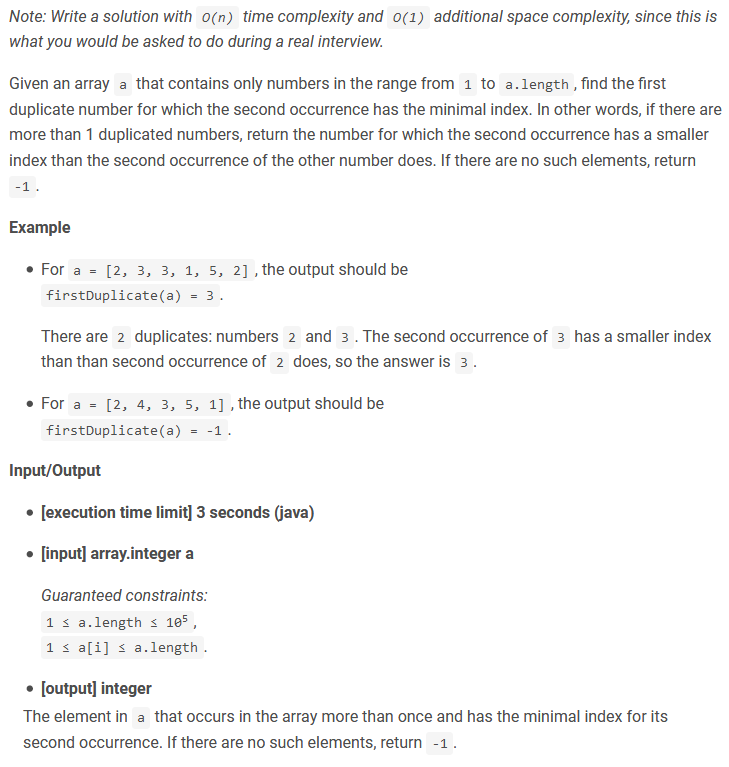 Note: Write a solution with O(n) time complexity and O(1) additional space complexity, since this is
what you would be asked to do during a real interview.
Given an array a that contains only numbers in the range from 1 to a.length , find the first
duplicate number for which the second occurrence has the minimal index. In other words, if there are
more than 1 duplicated numbers, return the number for which the second occurrence has a smaller
index than the second occurrence of the other number does. If there are no such elements, return
-1 .
Example
• For a = [2, 3, 3, 1, 5, 2] , the output should be
firstDuplicate(a) = 3 .
There are 2 duplicates: numbers 2 and 3 . The second occurrence of 3 has a smaller index
than than second occurrence of 2 does, so the answer is 3 .
• For a = [2, 4, 3, 5, 1] , the output should be
firstDuplicate(a) = -1 .
Input/Output
• [execution time limit] 3 seconds (java)
• [input] array.integer a
Guaranteed constraints:
1 ≤ a.length ≤ 10⁵ ,
1 ≤ a[i] ≤ a.length .
• [output] integer
The element in a that occurs in the array more than once and has the minimal index for its
second occurrence. If there are no such elements, return -1 .